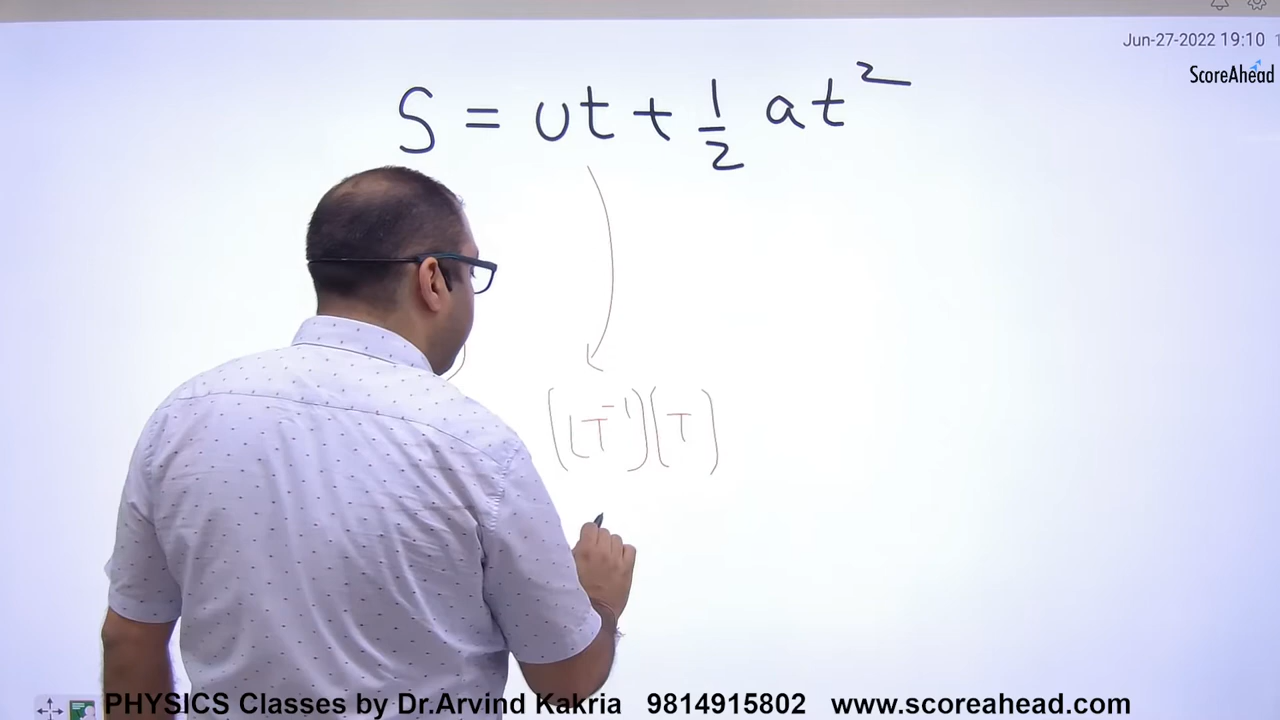 Jun-27-2022 19:10
ScoreAhead
S = ut + 1/2 at²
(LT⁻¹)(T)
PHYSICS Classes by Dr.Arvind Kakria 9814915802 www.scoreahead.com